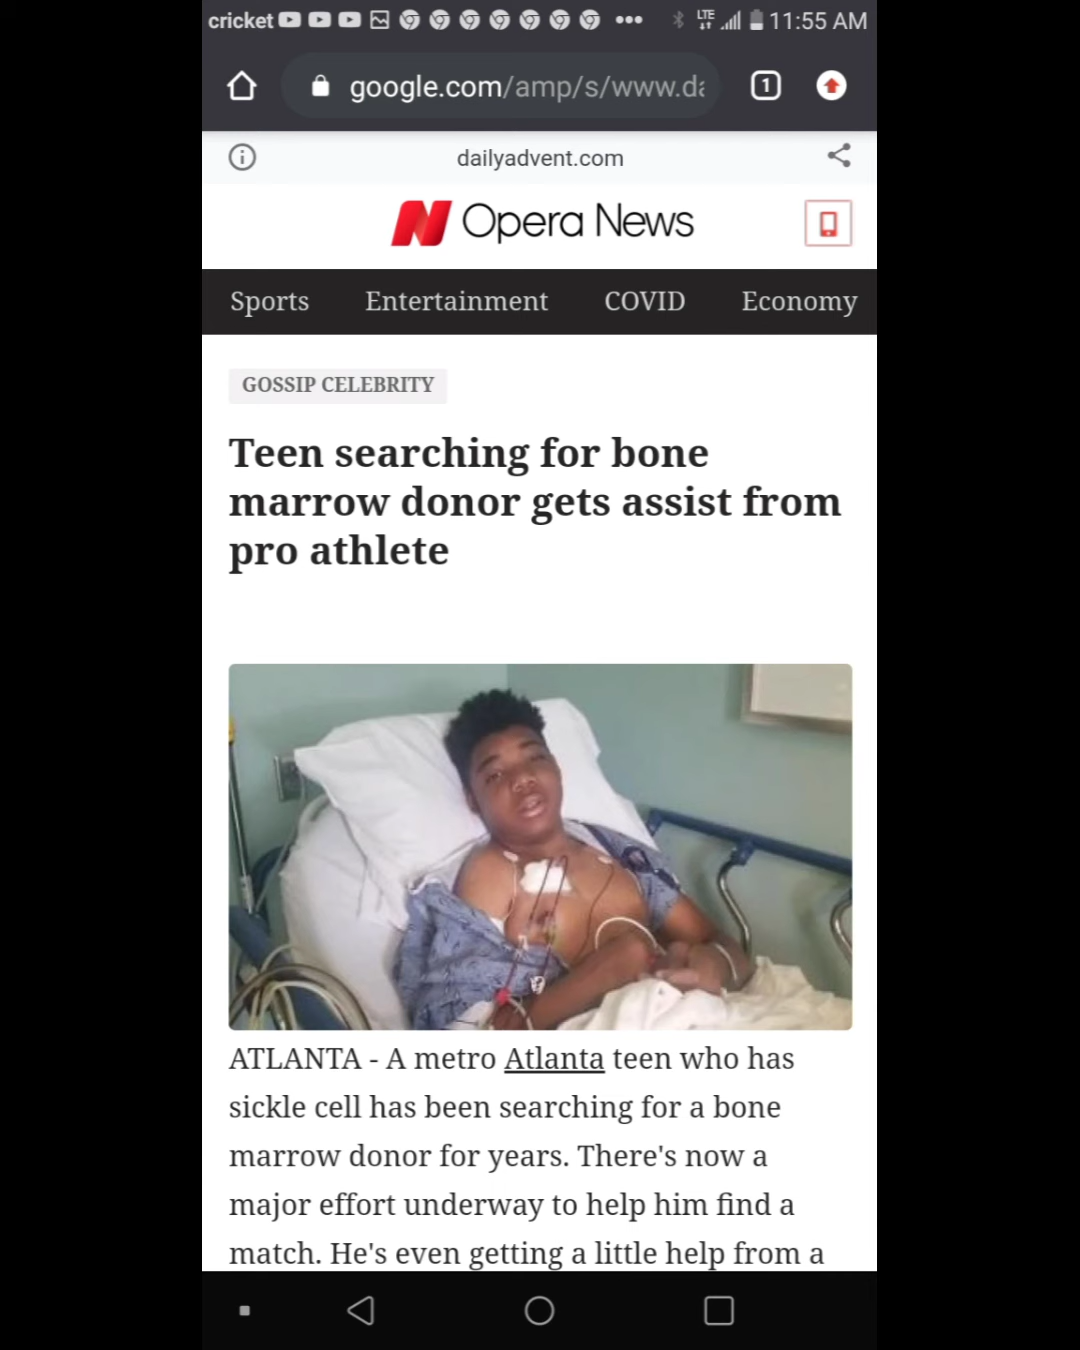 cricket 11:55 AM
LTE
google.com/amp/s/www.da
1
dailyadvent.com
Opera News
Sports Entertainment COVID Economy
GOSSIP CELEBRITY
Teen searching for bone
marrow donor gets assist from
pro athlete
ATLANTA - A metro Atlanta teen who has
sickle cell has been searching for a bone
marrow donor for years. There's now a
major effort underway to help him find a
match. He's even getting a little help from a